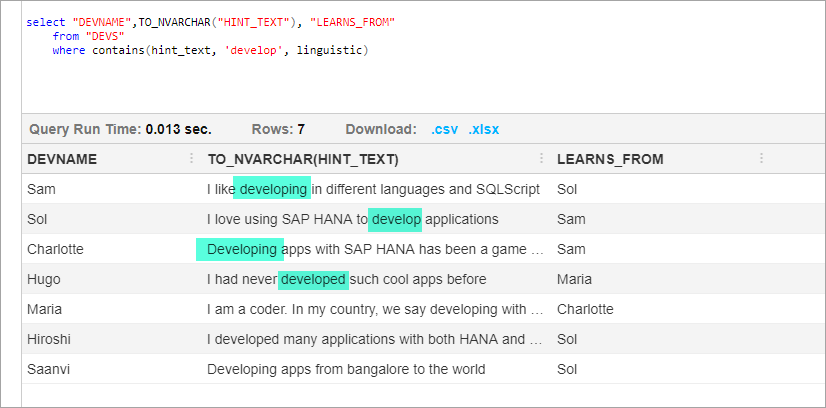 select "DEVNAME",TO_NVARCHAR("HINT_TEXT"), "LEARNS_FROM"
from "DEVS"
where contains(hint_text, 'develop', linguistic)
Query Run Time: 0.013 sec. Rows: 7 Download: .csv .xlsx
DEVNAME TO_NVARCHAR(HINT_TEXT) LEARNS_FROM
Sam I like developing in different languages and SQLScript Sol
Sol I love using SAP HANA to develop applications Sam
Charlotte Developing apps with SAP HANA has been a game … Sam
Hugo I had never developed such cool apps before Maria
Maria I am a coder. In my country, we say developing with … Charlotte
Hiroshi I developed many applications with both HANA and … Sol
Saanvi Developing apps from bangalore to the world Sol